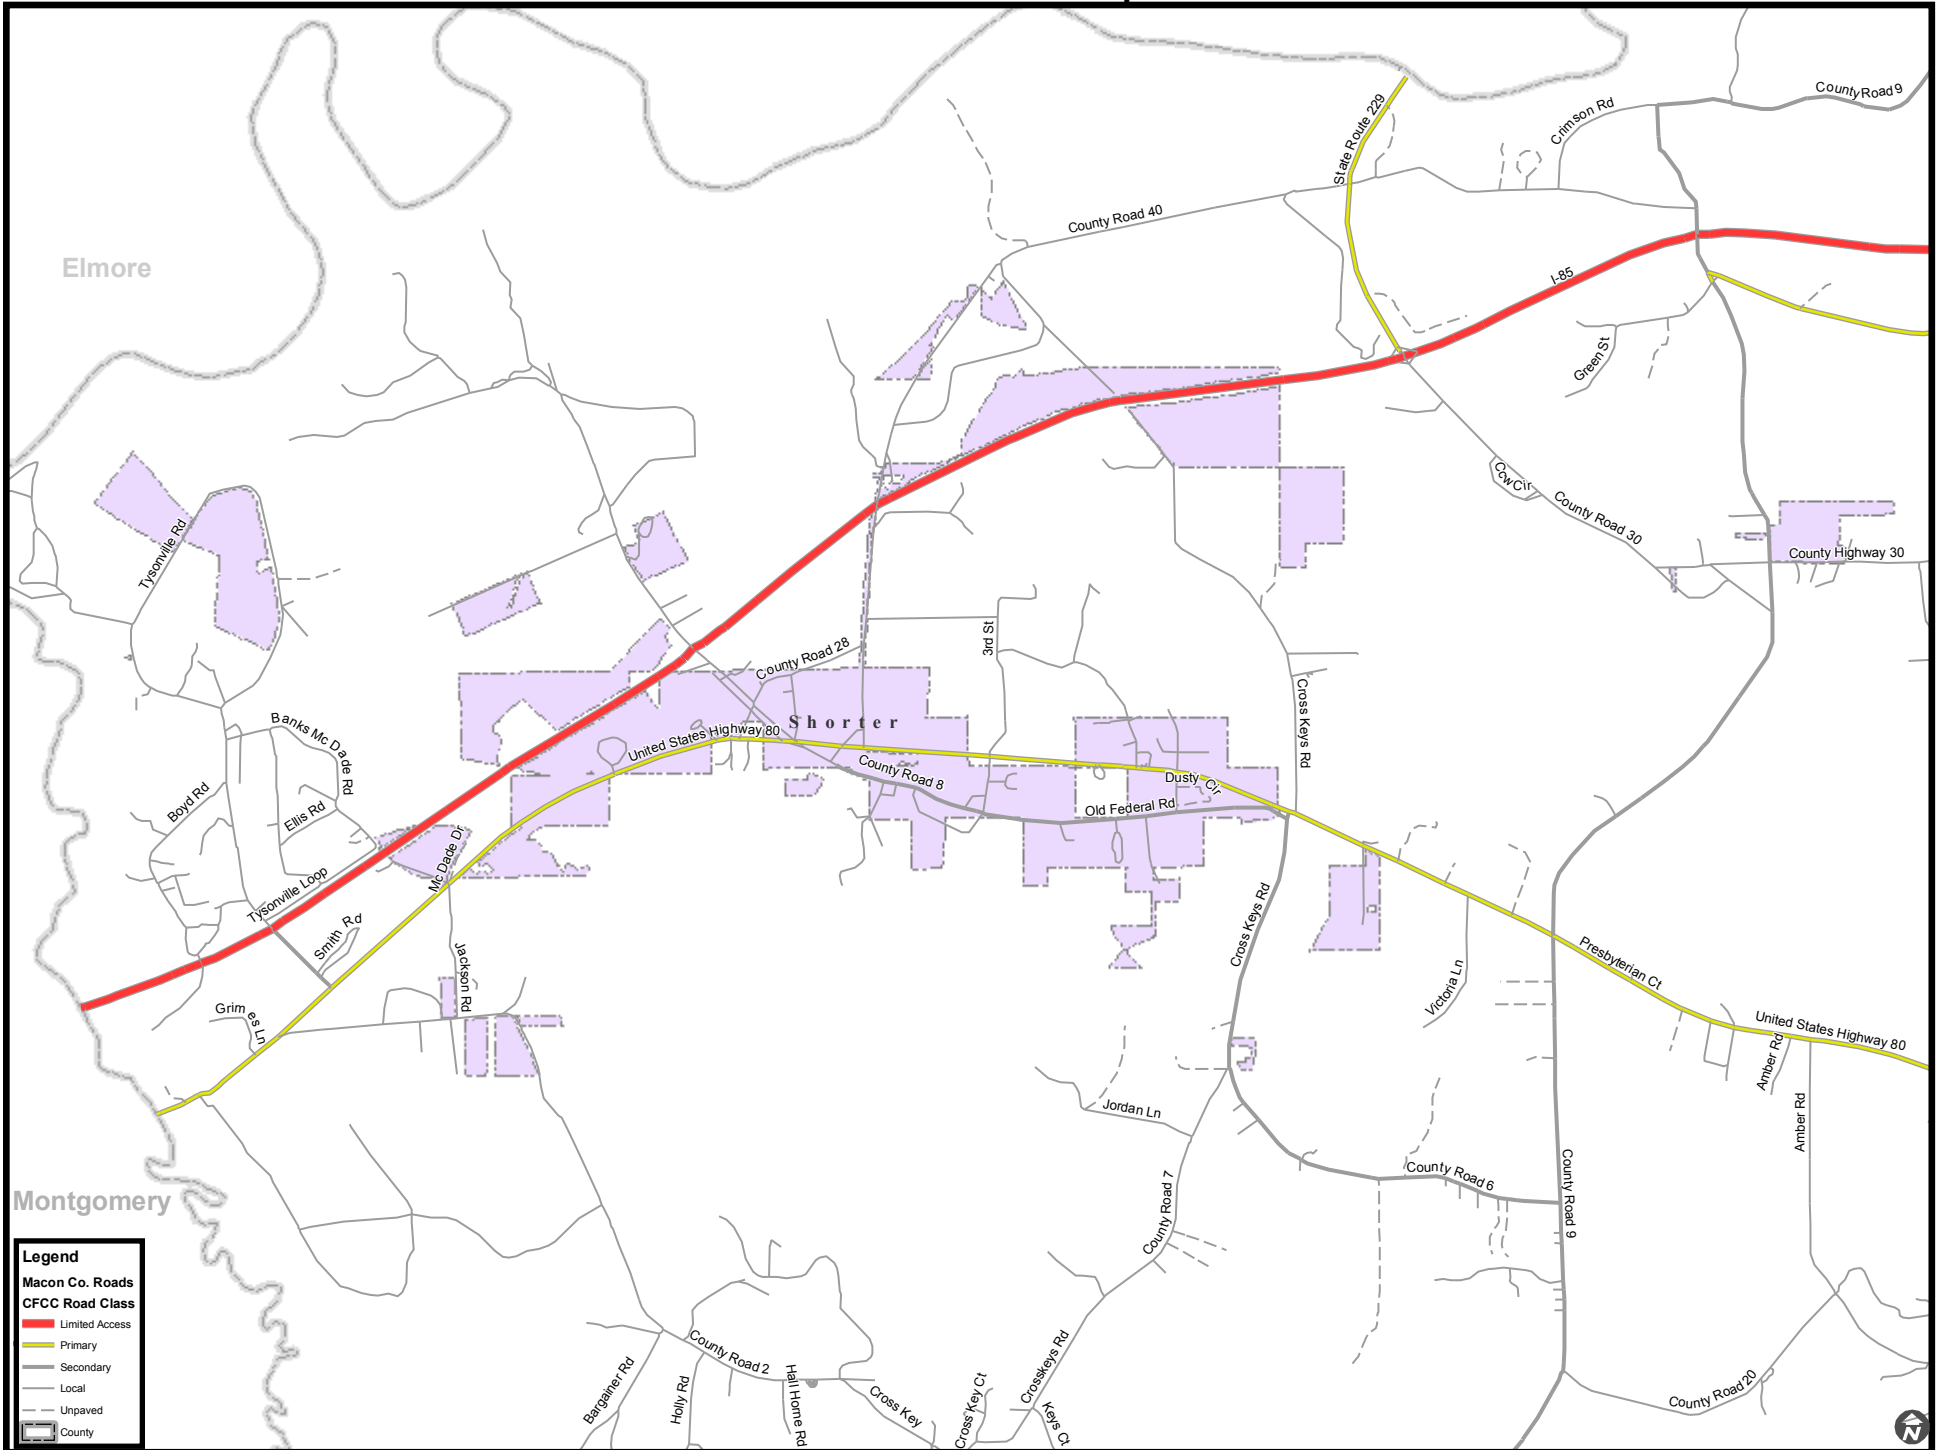 County Road 9
Crimson Rd
State Route 229
County Road 40
Elmore
I-85
Green St
Ccw Cir
County Road 30
County Highway 30
Tysonville Rd
3rd St
County Road 28
Cross Keys Rd
Shorter
Banks Mc Dade Rd
United States Highway 80
County Road 8
Dusty Cir
Boyd Rd
Ellis Rd
Old Federal Rd
Mc Dade Dr
Tysonville Loop
Smith Rd
Cross Keys Rd
Jackson Rd
Presbyterian Ct
Victoria Ln
Grimes Ln
United States Highway 80
Amber Rd
Jordan Ln
Amber Rd
County Road 6
County Road 7
County Road 9
Montgomery
Legend
Macon Co. Roads
CFCC Road Class
Limited Access
Primary
Secondary
Local
Unpaved
County
County Road 2
Bargainer Rd
Holly Rd
Hall Horne Rd
Cross Key
Cross Key Ct
Crosskeys Rd
Keys Ct
County Road 20
N